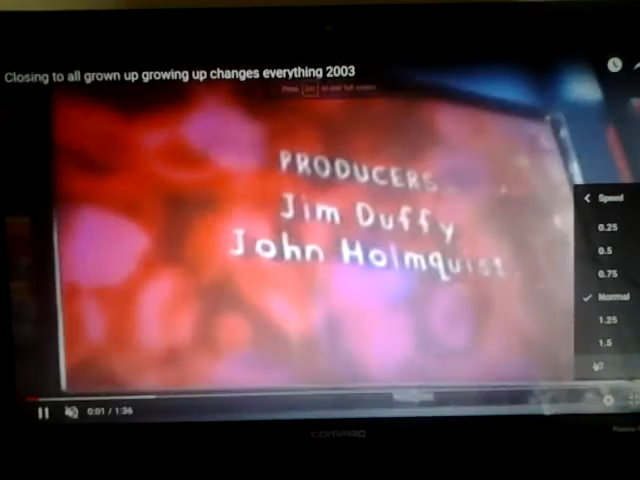 Closing to all grown up growing up changes everything 2003
PRODUCERS
Jim Duffy
John Holmquist
Speed
0.25
0.5
0.75
Normal
1.25
1.5
0:01 / 1:36
COMPAQ